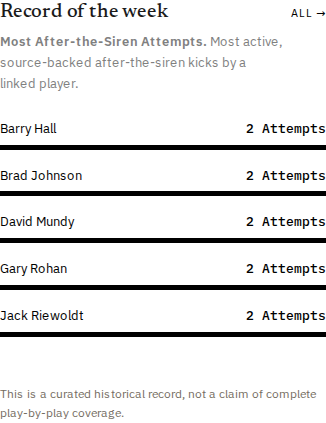 Record of the week
ALL →
Most After-the-Siren Attempts. Most active,
source-backed after-the-siren kicks by a
linked player.
Barry Hall 2 Attempts
Brad Johnson 2 Attempts
David Mundy 2 Attempts
Gary Rohan 2 Attempts
Jack Riewoldt 2 Attempts
This is a curated historical record, not a claim of complete
play-by-play coverage.